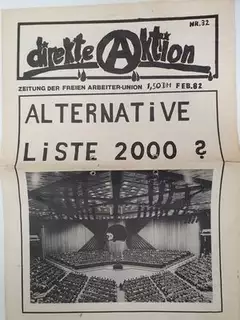 NR. 32
direkte Aktion
ZEITUNG DER FREIEN ARBEITER-UNION 1,50 DM FEB. 82
ALTERNATiVE
LiSTE 2000 ?